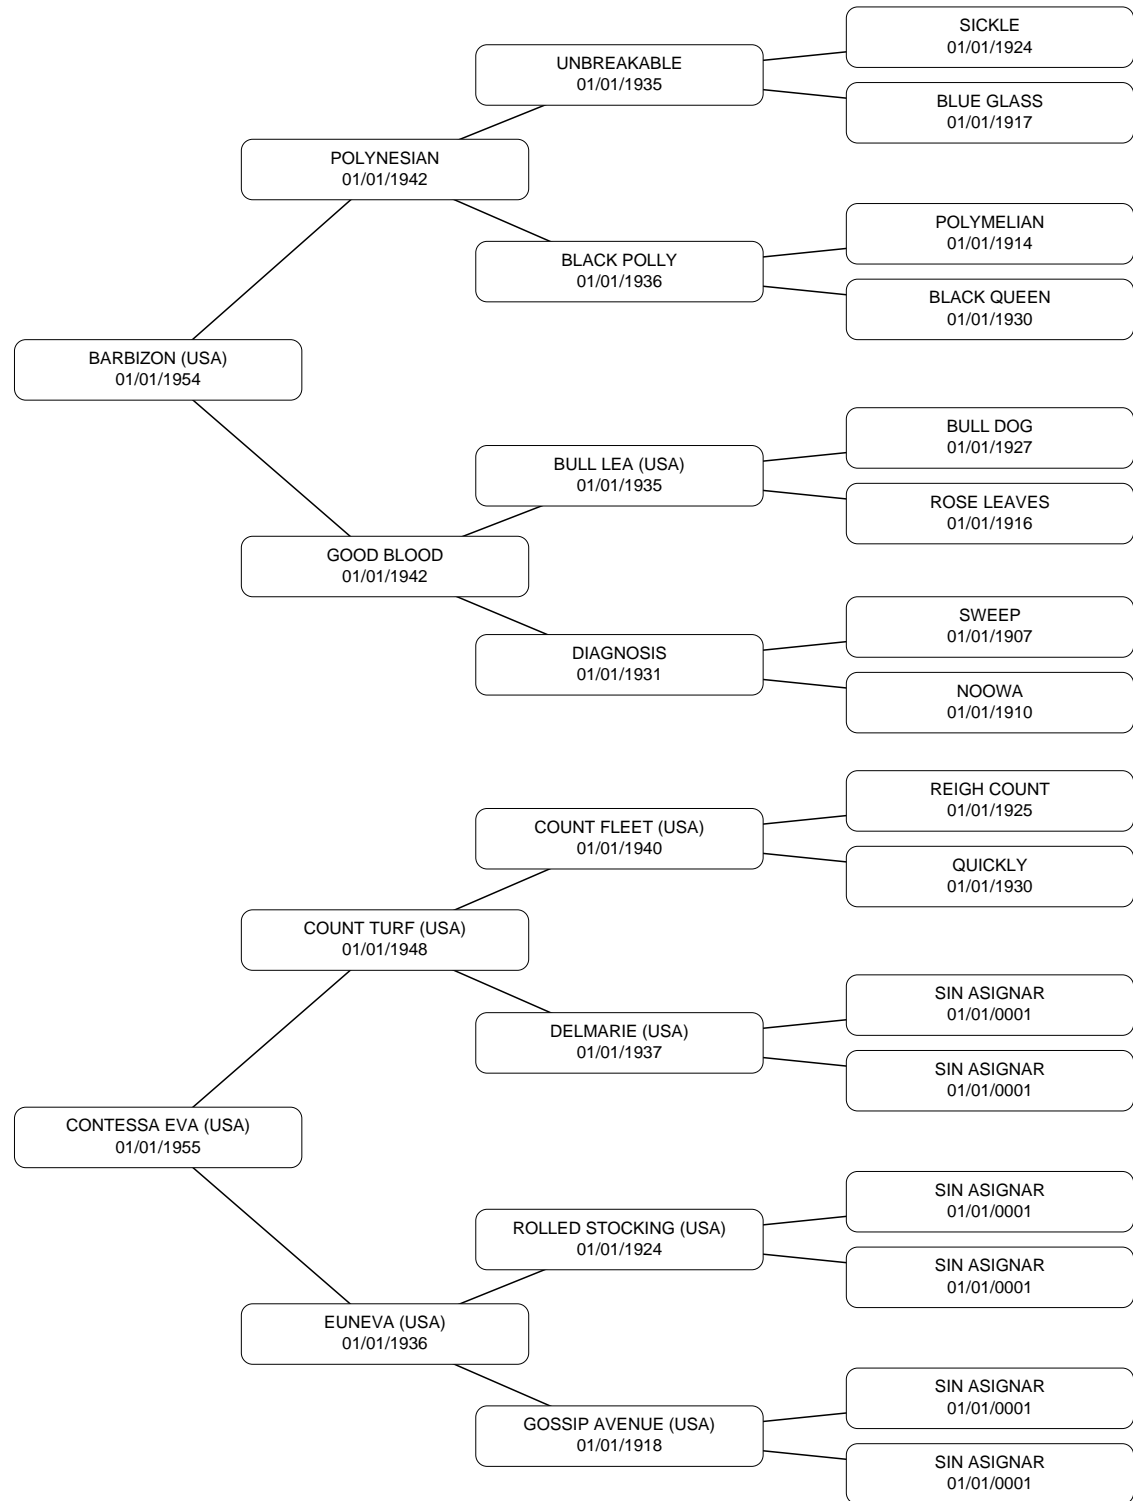 SICKLE
01/01/1924
UNBREAKABLE
01/01/1935
BLUE GLASS
01/01/1917
POLYNESIAN
01/01/1942
POLYMELIAN
01/01/1914
BLACK POLLY
01/01/1936
BLACK QUEEN
01/01/1930
BARBIZON (USA)
01/01/1954
BULL DOG
01/01/1927
BULL LEA (USA)
01/01/1935
ROSE LEAVES
01/01/1916
GOOD BLOOD
01/01/1942
SWEEP
01/01/1907
DIAGNOSIS
01/01/1931
NOOWA
01/01/1910
REIGH COUNT
01/01/1925
COUNT FLEET (USA)
01/01/1940
QUICKLY
01/01/1930
COUNT TURF (USA)
01/01/1948
SIN ASIGNAR
01/01/0001
DELMARIE (USA)
01/01/1937
SIN ASIGNAR
01/01/0001
CONTESSA EVA (USA)
01/01/1955
SIN ASIGNAR
01/01/0001
ROLLED STOCKING (USA)
01/01/1924
SIN ASIGNAR
01/01/0001
EUNEVA (USA)
01/01/1936
SIN ASIGNAR
01/01/0001
GOSSIP AVENUE (USA)
01/01/1918
SIN ASIGNAR
01/01/0001